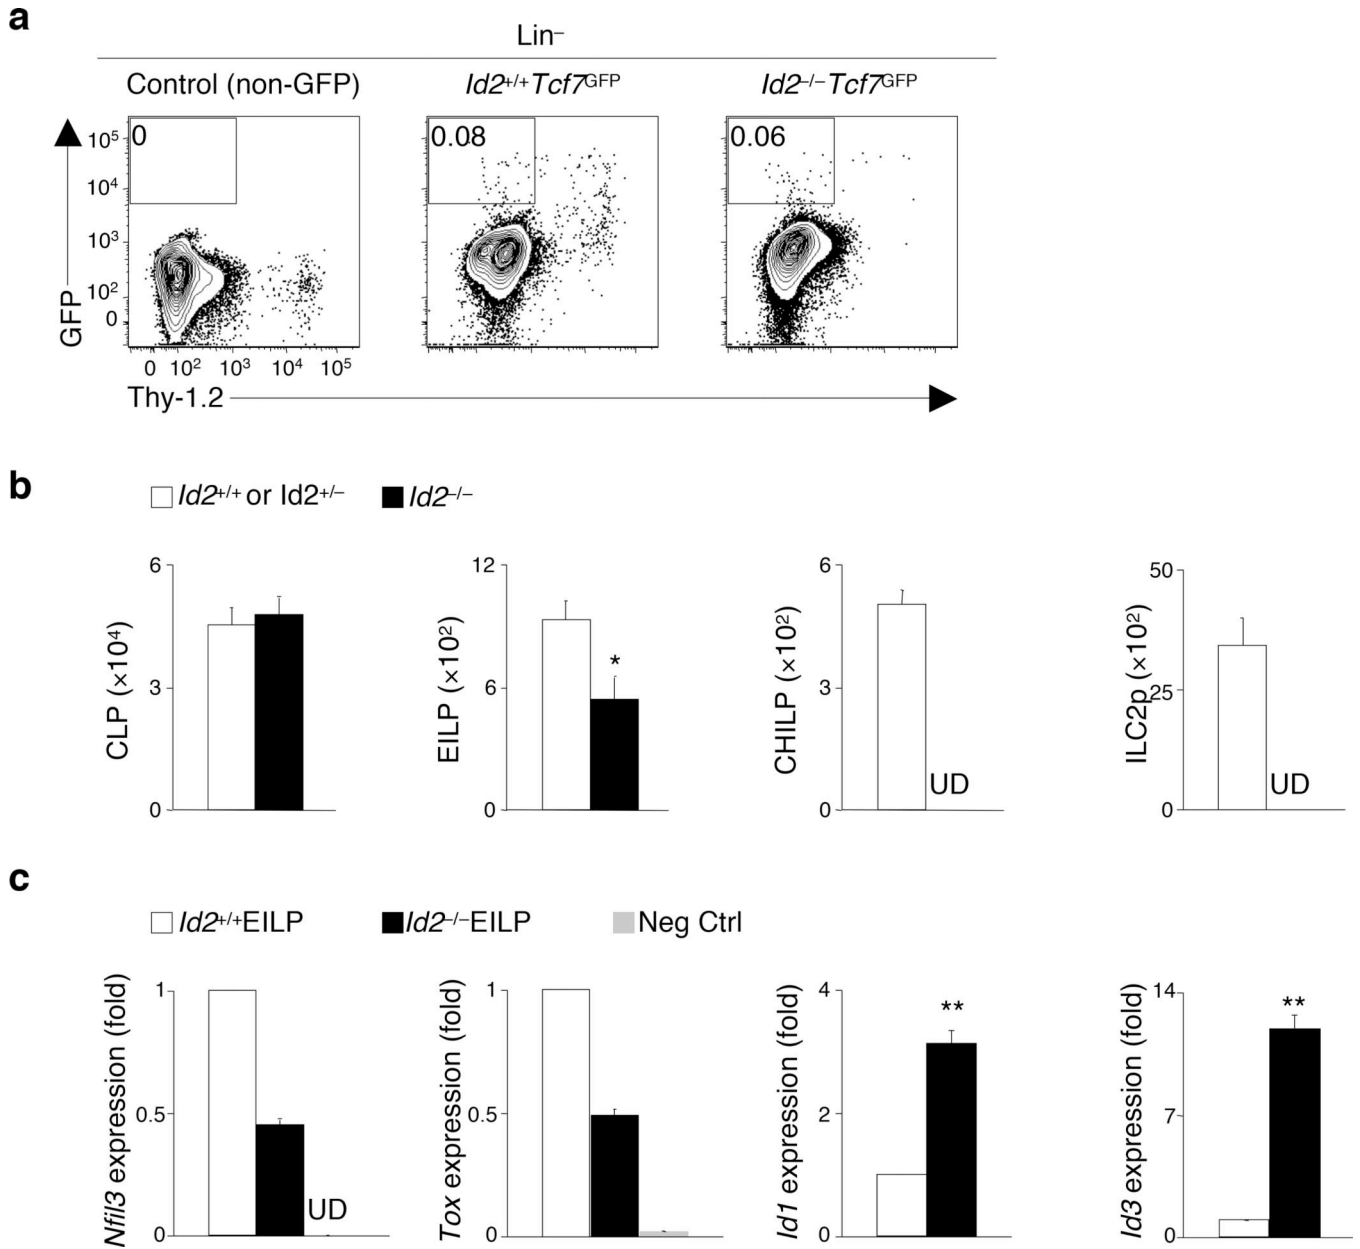 a
Lin–
Control (non-GFP) Id2+/+Tcf7GFP Id2–/–Tcf7GFP
0 0.08 0.06
10⁵
10⁴
10³
10²
0
GFP
0 10² 10³ 10⁴ 10⁵
Thy-1.2
b
Id2+/+ or Id2+/– Id2–/–
6 12 6 50
CLP (×10⁴) EILP (×10²) CHILP (×10²) ILC2p (×10²)
*
3 6 3 25
UD UD
0 0 0 0
c
Id2+/+EILP Id2–/–EILP Neg Ctrl
1 1 4 14
Nfil3 expression (fold) Tox expression (fold) Id1 expression (fold) Id3 expression (fold)
** **
0.5 0.5 2 7
UD
0 0 0 0